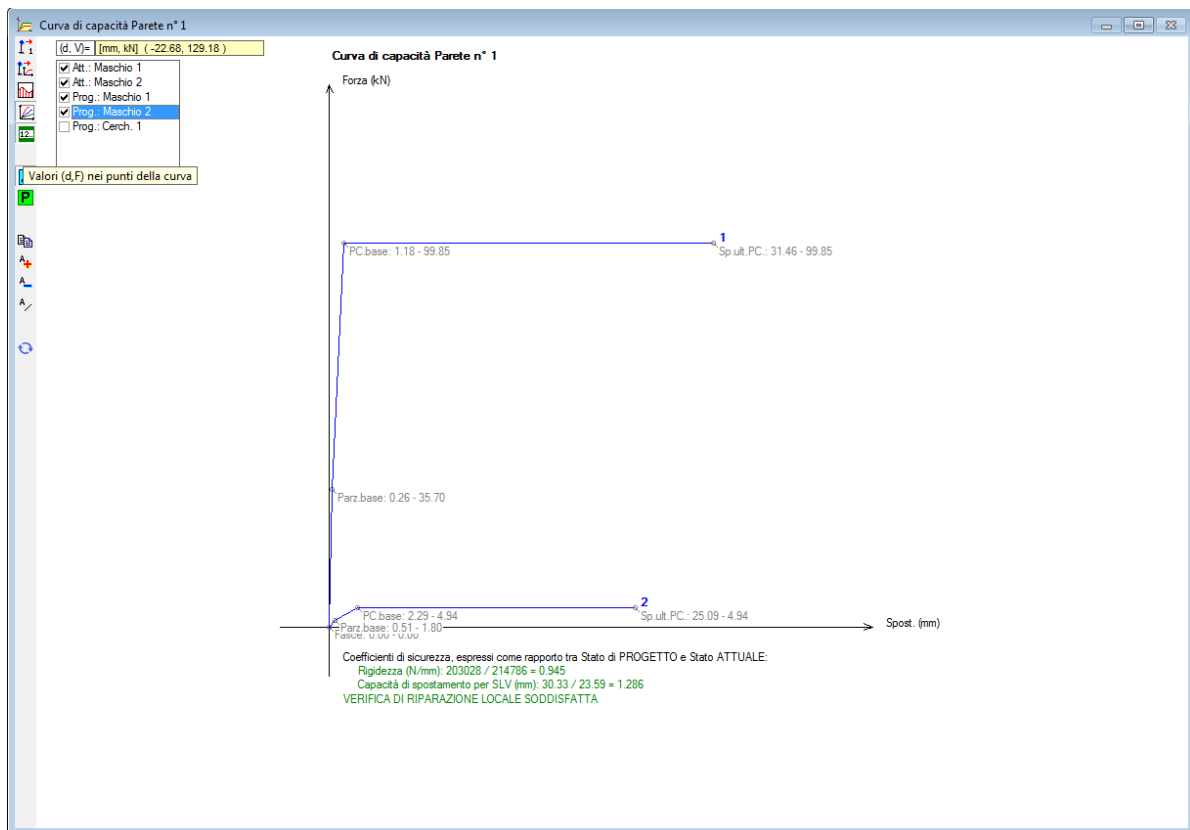 Curva di capacità Parete n° 1
(d, V)= [mm, kN] ( -22.68, 129.18 )
Att.: Maschio 1
Att.: Maschio 2
Prog.: Maschio 1
Prog.: Maschio 2
Prog.: Cerch. 1
12..
Valori (d,F) nei punti della curva
P
Curva di capacità Parete n° 1
Forza (kN)
1
PC.base: 1.18 - 99.85
Sp.ult.PC.: 31.46 - 99.85
Parz.base: 0.26 - 35.70
2
PC.base: 2.29 - 4.94
Sp.ult.PC.: 25.09 - 4.94
Parz.base: 0.51 - 1.80
Fasce: 0.00 - 0.00
Spost. (mm)
Coefficienti di sicurezza, espressi come rapporto tra Stato di PROGETTO e Stato ATTUALE:
Rigidezza (N/mm): 203028 / 214786 = 0.945
Capacità di spostamento per SLV (mm): 30.33 / 23.59 = 1.286
VERIFICA DI RIPARAZIONE LOCALE SODDISFATTA